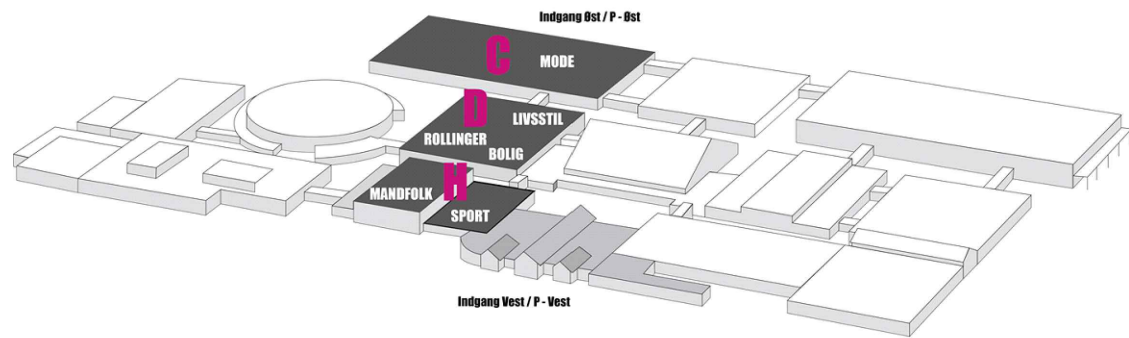 Indgang Øst / P - Øst
C
MODE
D
LIVSSTIL
ROLLINGER
BOLIG
H
MANDFOLK
SPORT
Indgang Vest / P - Vest